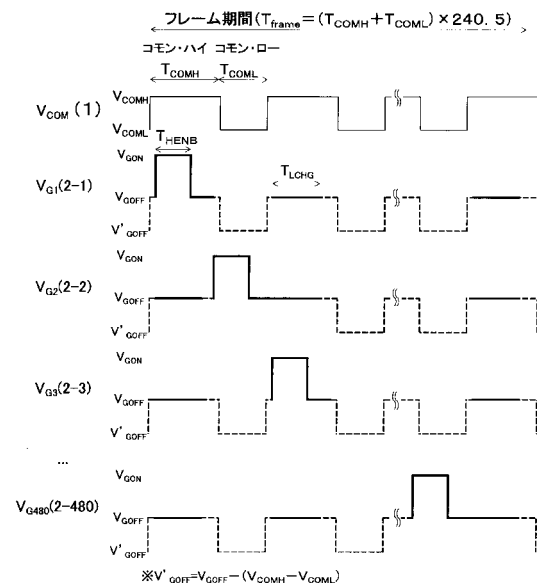 フレーム期間(Tframe=(TCOMH+TCOML)×240.5)
コモン・ハイ コモン・ロー
TCOMH TCOML
VCOM (1)
VCOMH
VCOML
THENB
VGON
TLCHG
VG1(2-1)
VGOFF
V'GOFF
VGON
VG2(2-2)
VGOFF
V'GOFF
VGON
VG3(2-3)
VGOFF
V'GOFF
...
VGON
VG480(2-480)
VGOFF
V'GOFF
※V'GOFF=VGOFF-(VCOMH-VCOML)